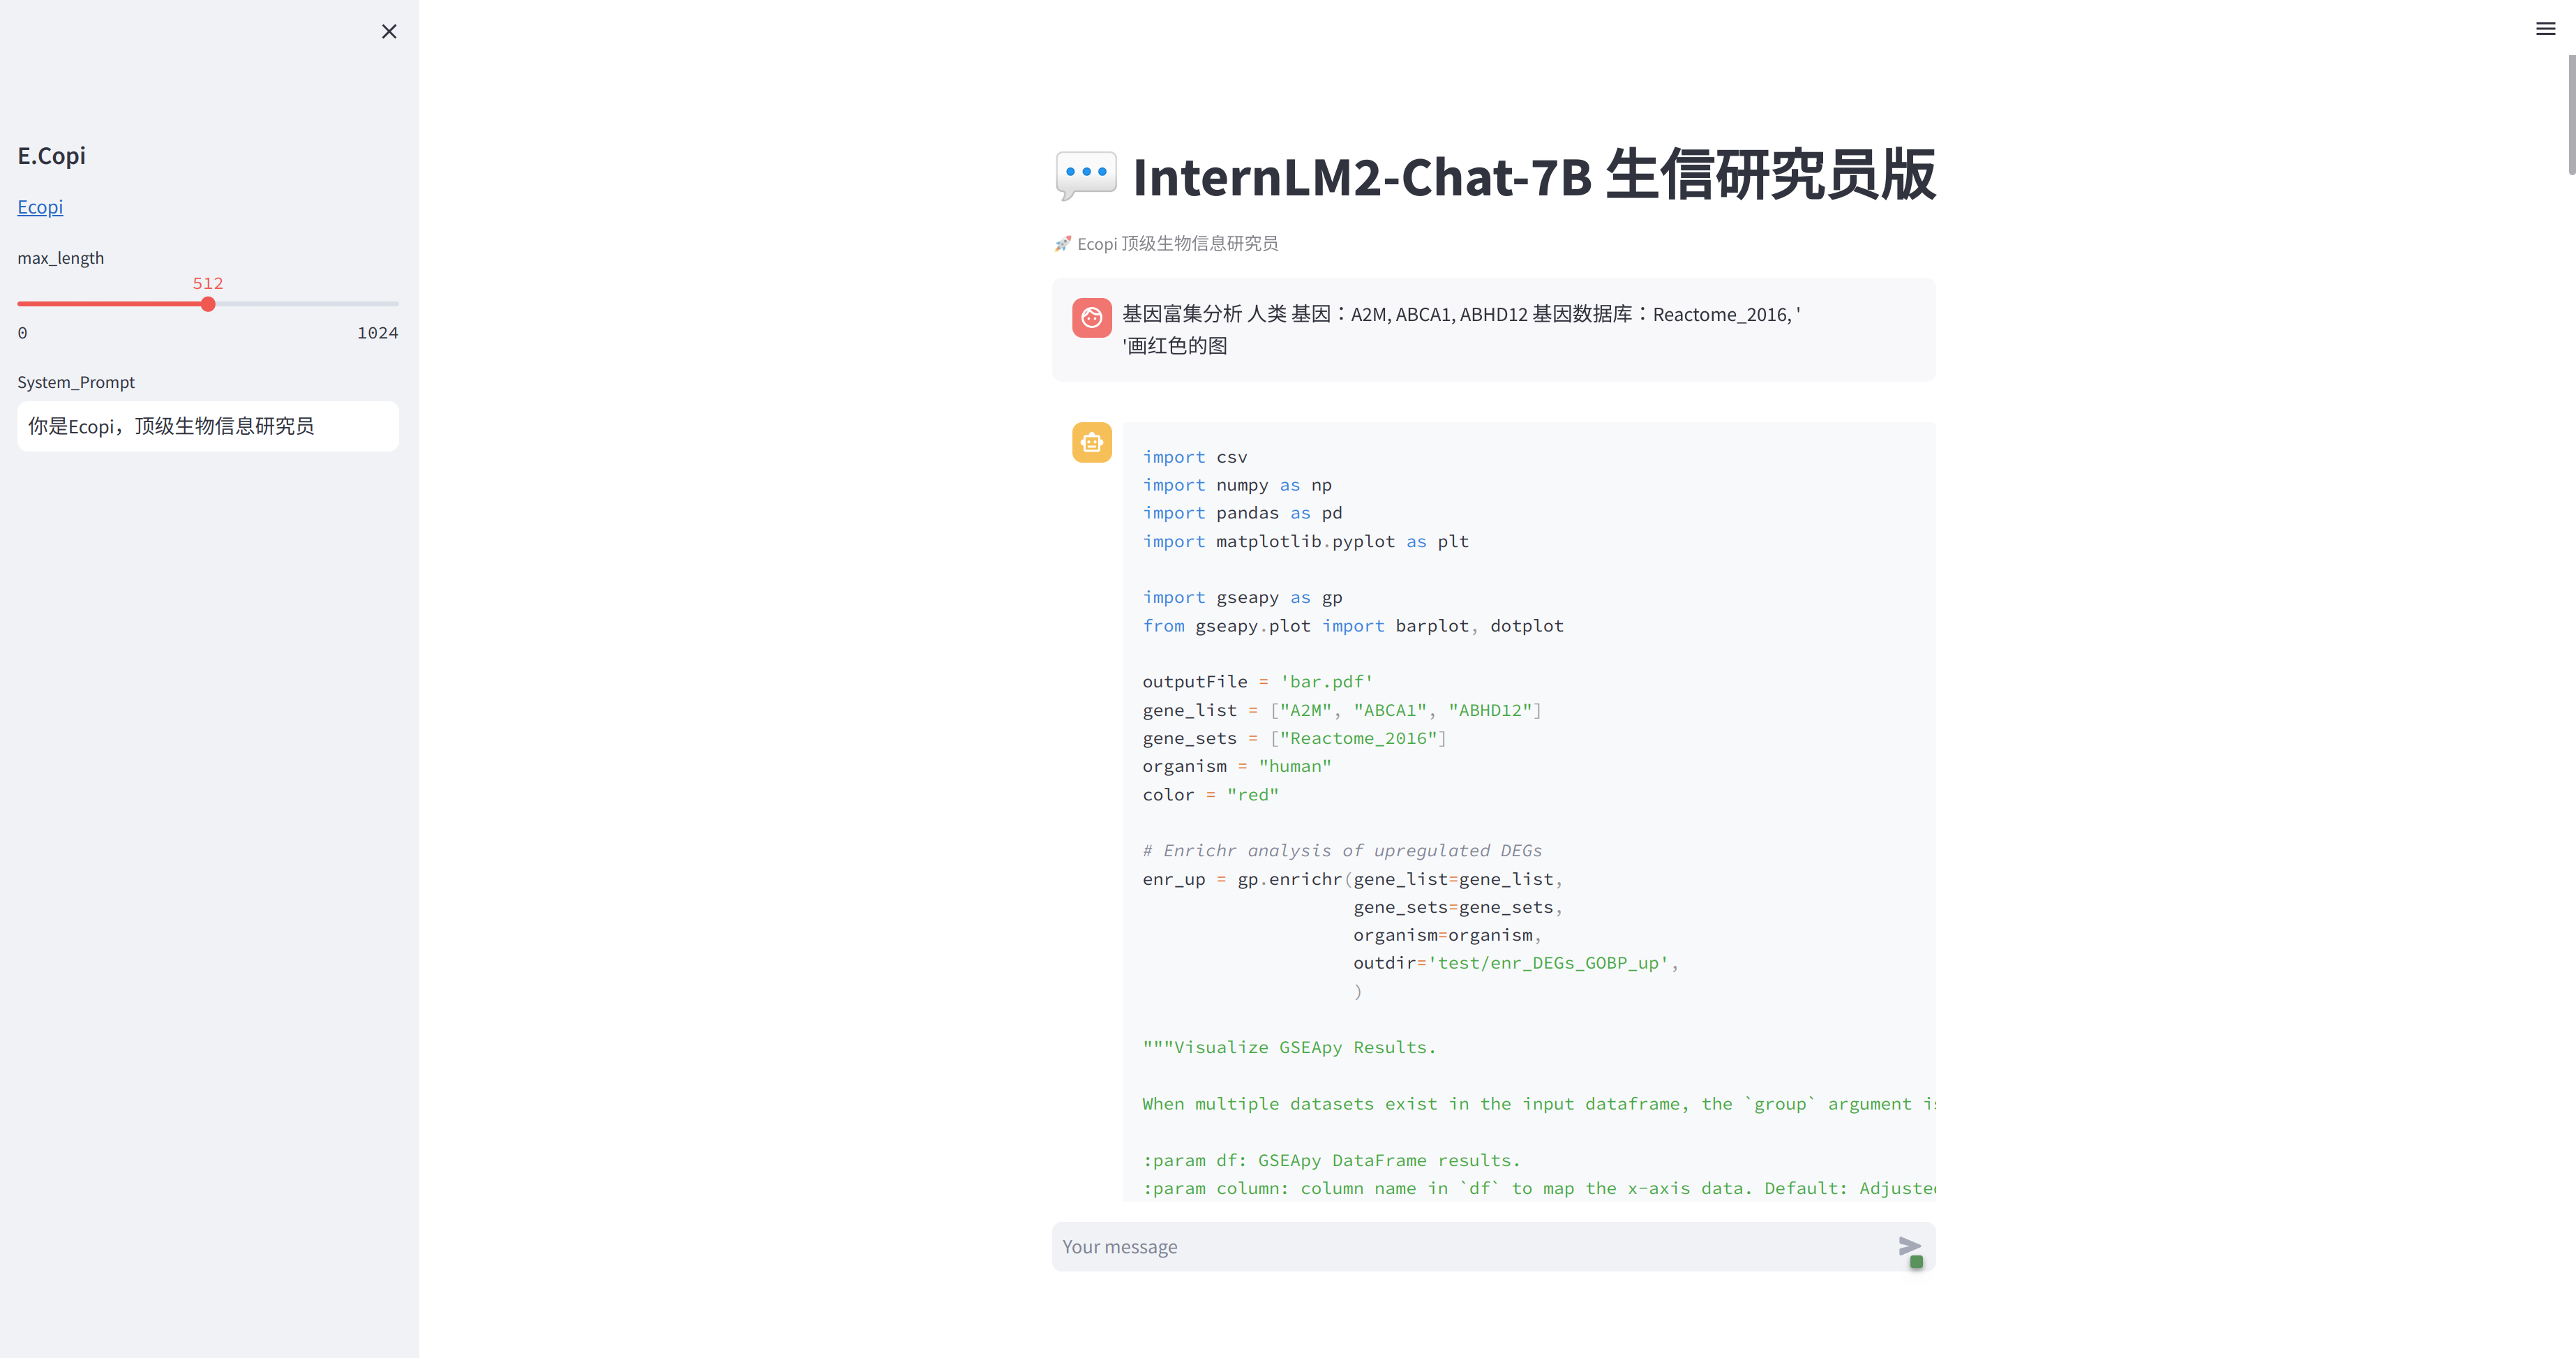 E.Copi
Ecopi
max_length
512
0
1024
System_Prompt
你是Ecopi，顶级生物信息研究员
InternLM2-Chat-7B 生信研究员版
🚀 Ecopi 顶级生物信息研究员
基因富集分析 人类 基因：A2M, ABCA1, ABHD12 基因数据库：Reactome_2016, '
'画红色的图
import csv
import numpy as np
import pandas as pd
import matplotlib.pyplot as plt
import gseapy as gp
from gseapy.plot import barplot, dotplot
outputFile = 'bar.pdf'
gene_list = ["A2M", "ABCA1", "ABHD12"]
gene_sets = ["Reactome_2016"]
organism = "human"
color = "red"
# Enrichr analysis of upregulated DEGs
enr_up = gp.enrichr(gene_list=gene_list,
gene_sets=gene_sets,
organism=organism,
outdir='test/enr_DEGs_GOBP_up',
)
"""Visualize GSEApy Results.
When multiple datasets exist in the input dataframe, the `group` argument is
:param df: GSEApy DataFrame results.
:param column: column name in `df` to map the x-axis data. Default: Adjusted
Your message